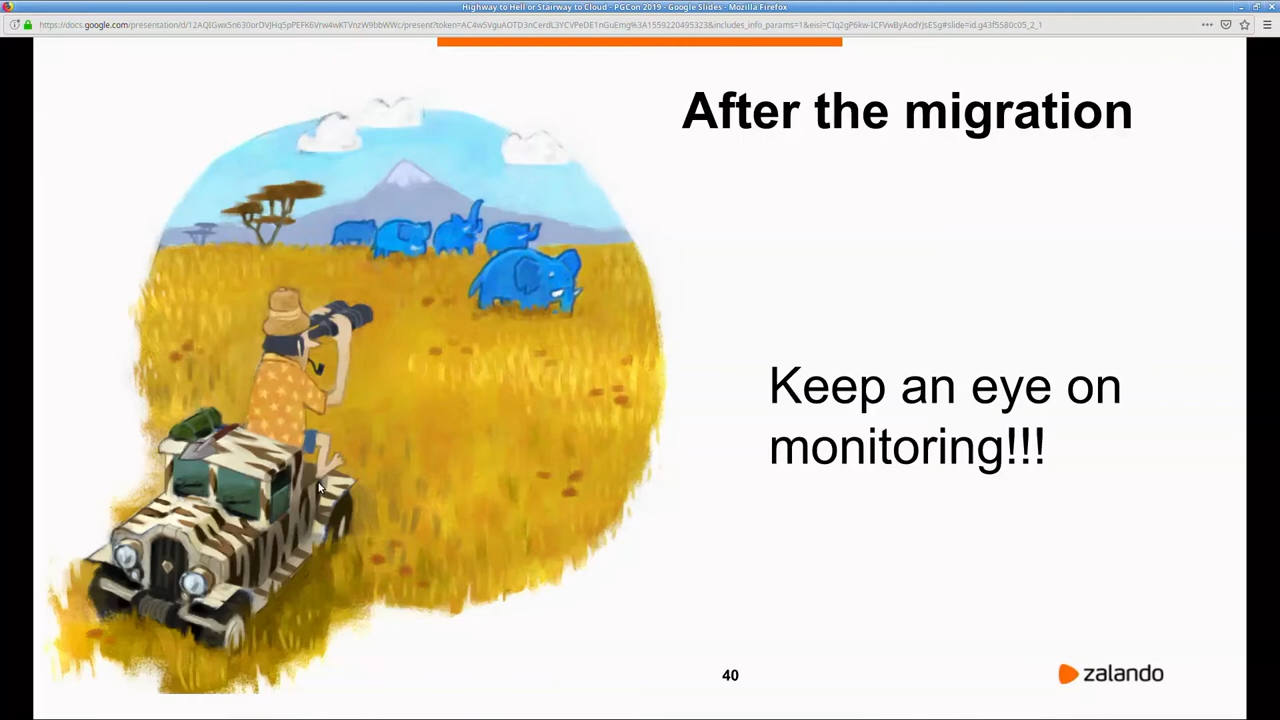 Highway to Hell or Stairway to Cloud - PGCon 2019 - Google Slides - Mozilla Firefox
After the migration
Keep an eye on
monitoring!!!
40
zalando